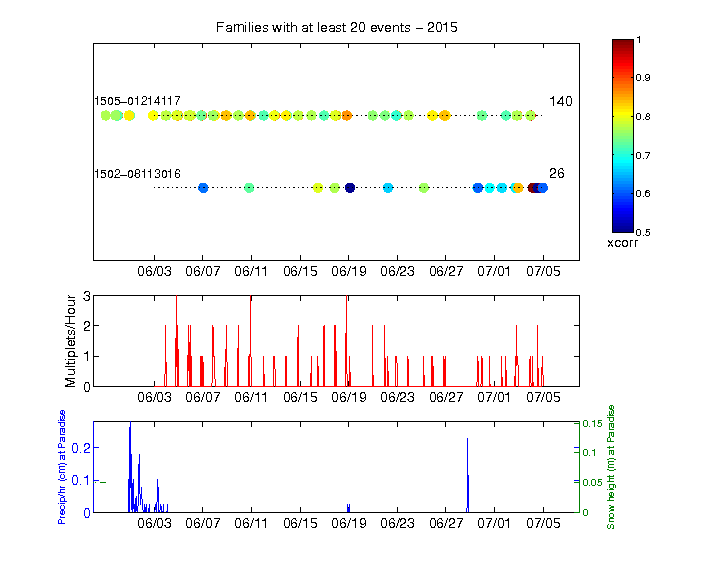 Families with at least 20 events – 2015
1505–01214117
140
1502–08113016
26
06/03 06/07 06/11 06/15 06/19 06/23 06/27 07/01 07/05
1
0.9
0.8
0.7
0.6
0.5
xcorr
Multiplets/Hour
3
2
1
0
06/03 06/07 06/11 06/15 06/19 06/23 06/27 07/01 07/05
Precip/hr (cm) at Paradise
0.2
0.1
0
0.15
0.1
0.05
0
Snow height (m) at Paradise
06/03 06/07 06/11 06/15 06/19 06/23 06/27 07/01 07/05